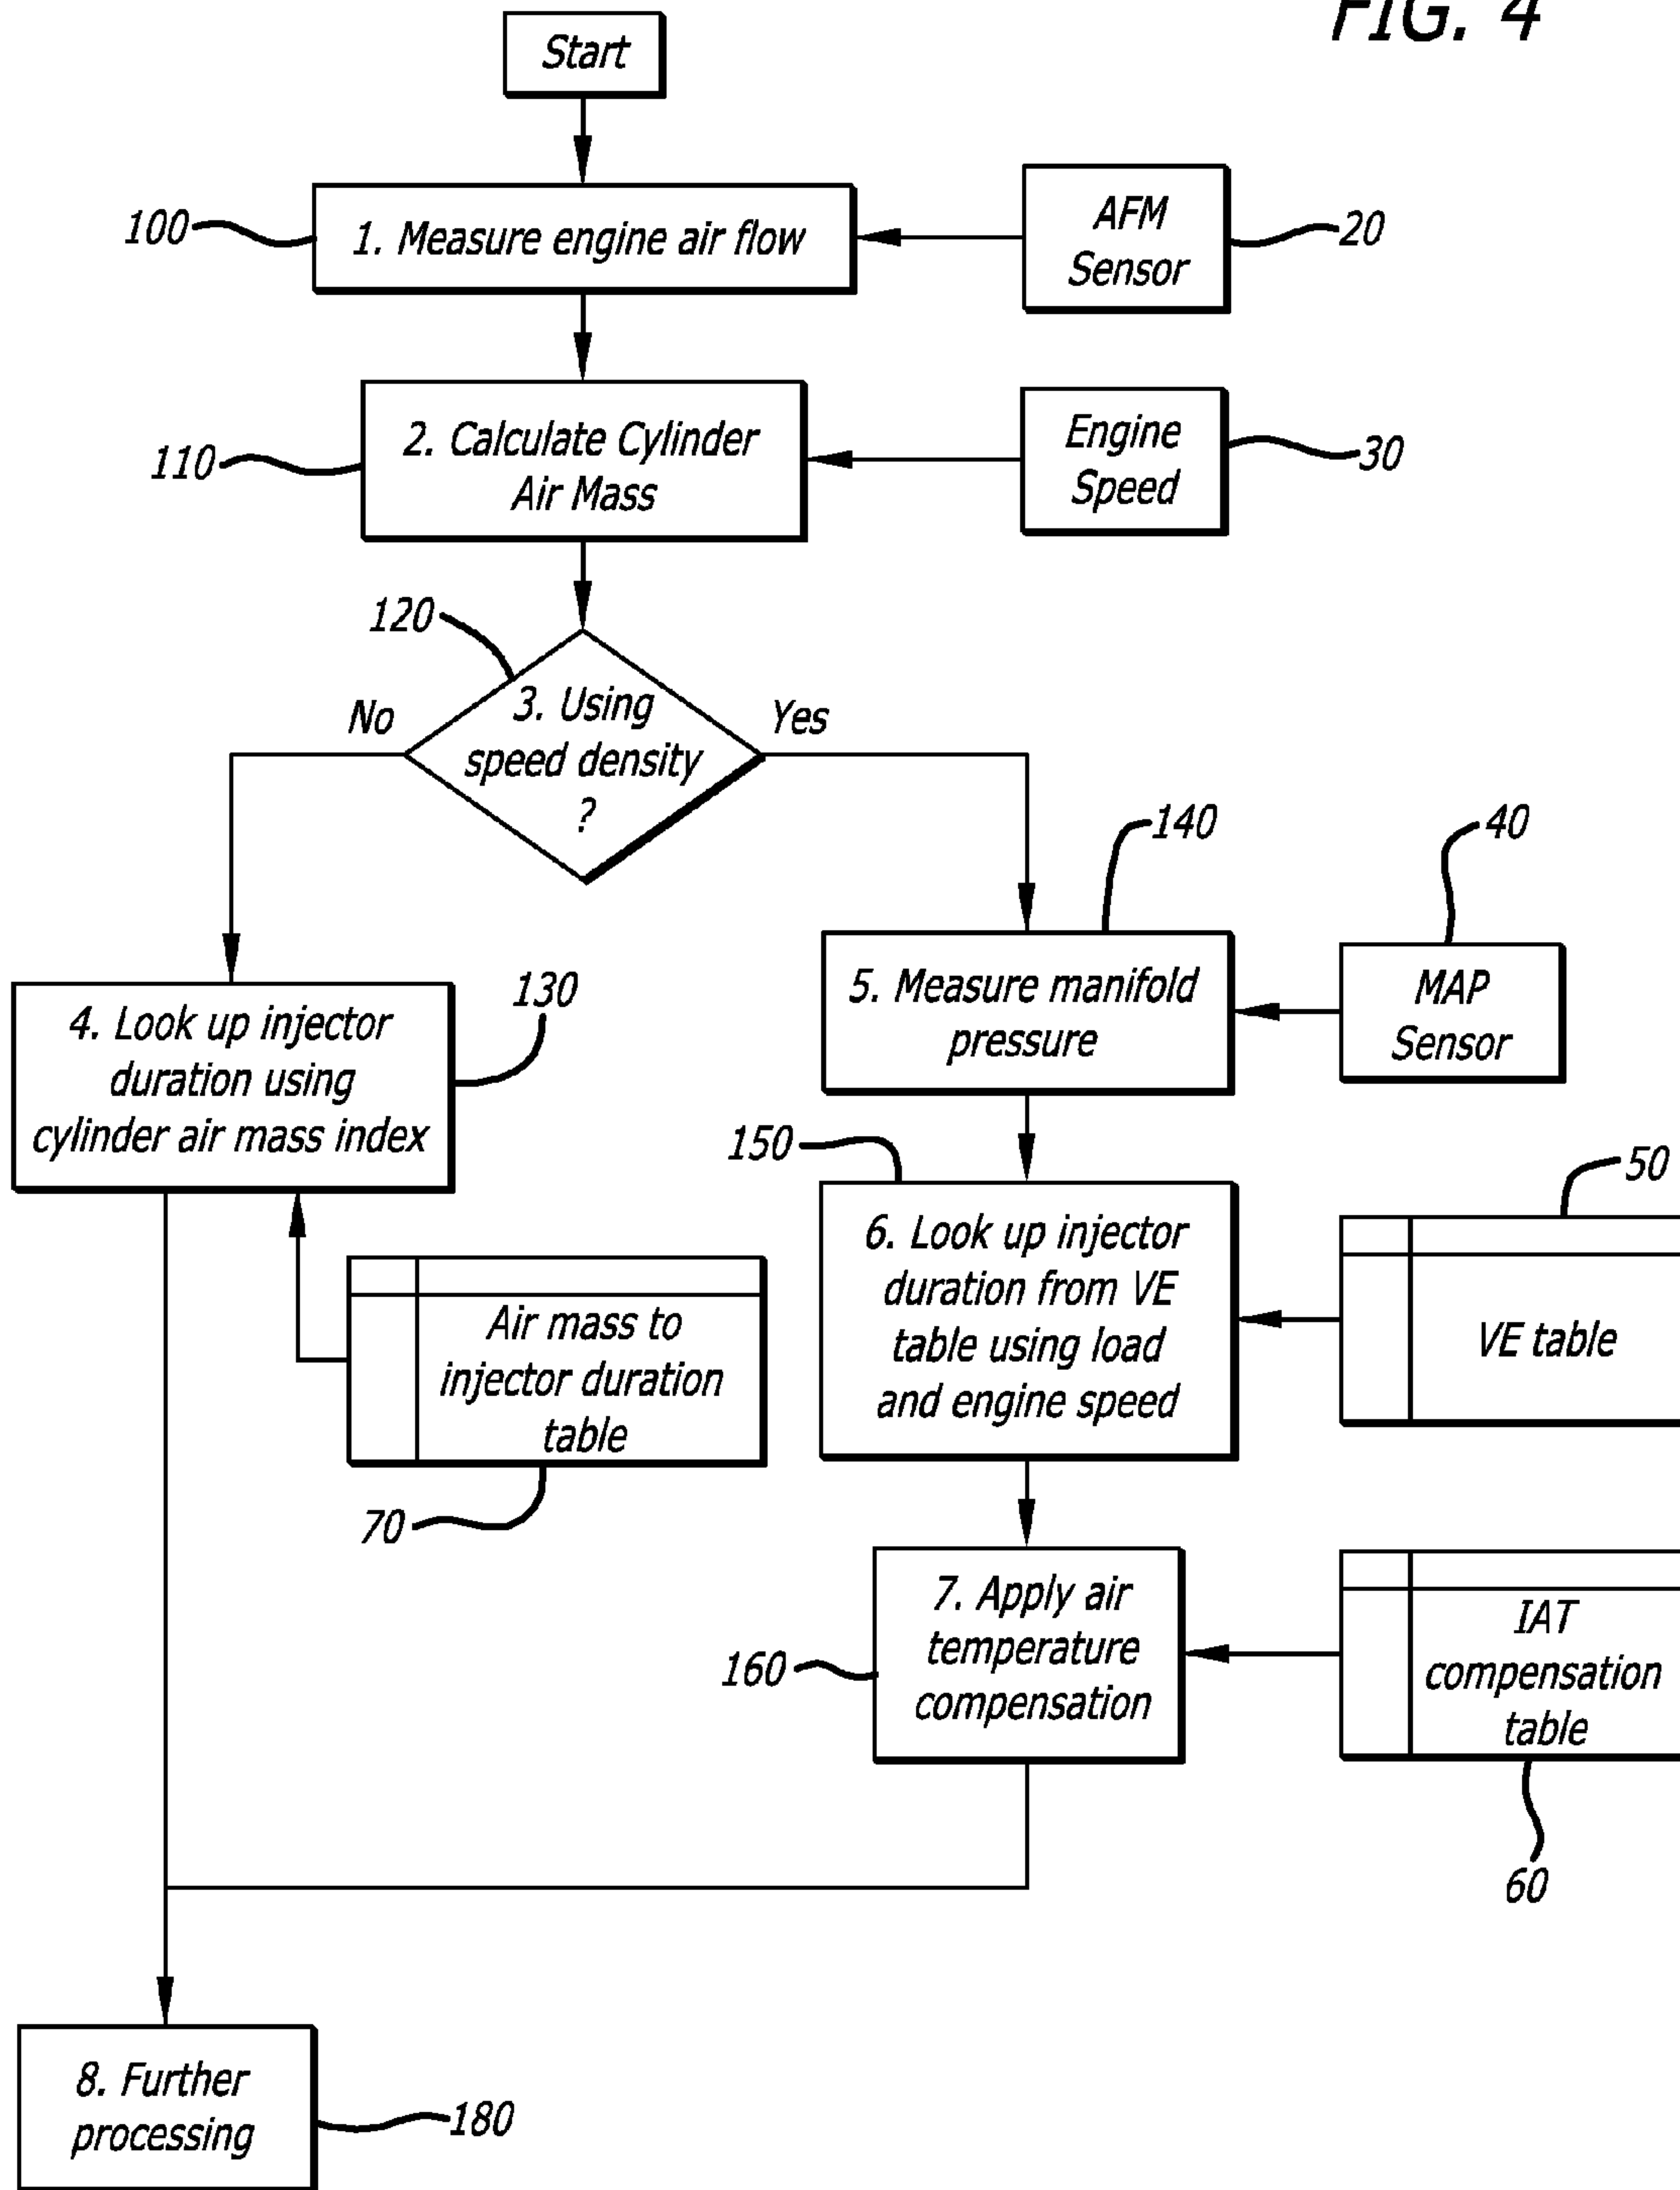 FIG. 4
Start
100
1. Measure engine air flow
AFM
Sensor
20
110
2. Calculate Cylinder
Air Mass
Engine
Speed
30
120
No
3. Using
speed density
?
Yes
140
40
4. Look up injector
duration using
cylinder air mass index
130
5. Measure manifold
pressure
MAP
Sensor
150
50
6. Look up injector
duration from VE
table using load
and engine speed
VE table
Air mass to
injector duration
table
70
7. Apply air
temperature
compensation
160
IAT
compensation
table
60
8. Further
processing
180